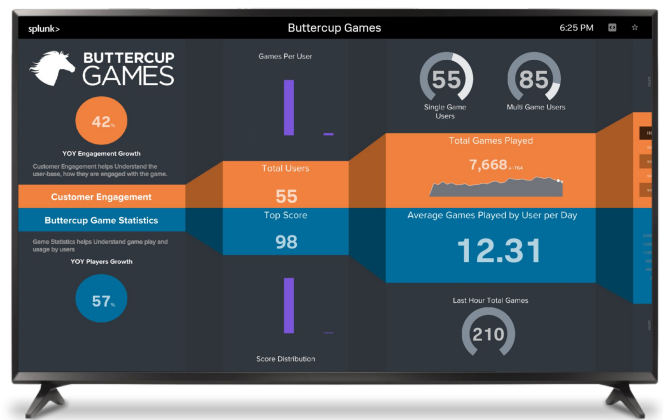 splunk>
Buttercup Games
6:25 PM
BUTTERCUP
GAMES
42%
YOY Engagement Growth
Customer Engagement helps Understand the
user-base, how they are engaged with the game.
Customer Engagement
Buttercup Game Statistics
Game Statistics helps Understand game play and
usage by users
YOY Players Growth
57%
Games Per User
Total Users
55
Top Score
98
Score Distribution
55
Single Game
Users
85
Multi Game Users
Total Games Played
7,668
Average Games Played by User per Day
12.31
Last Hour Total Games
210